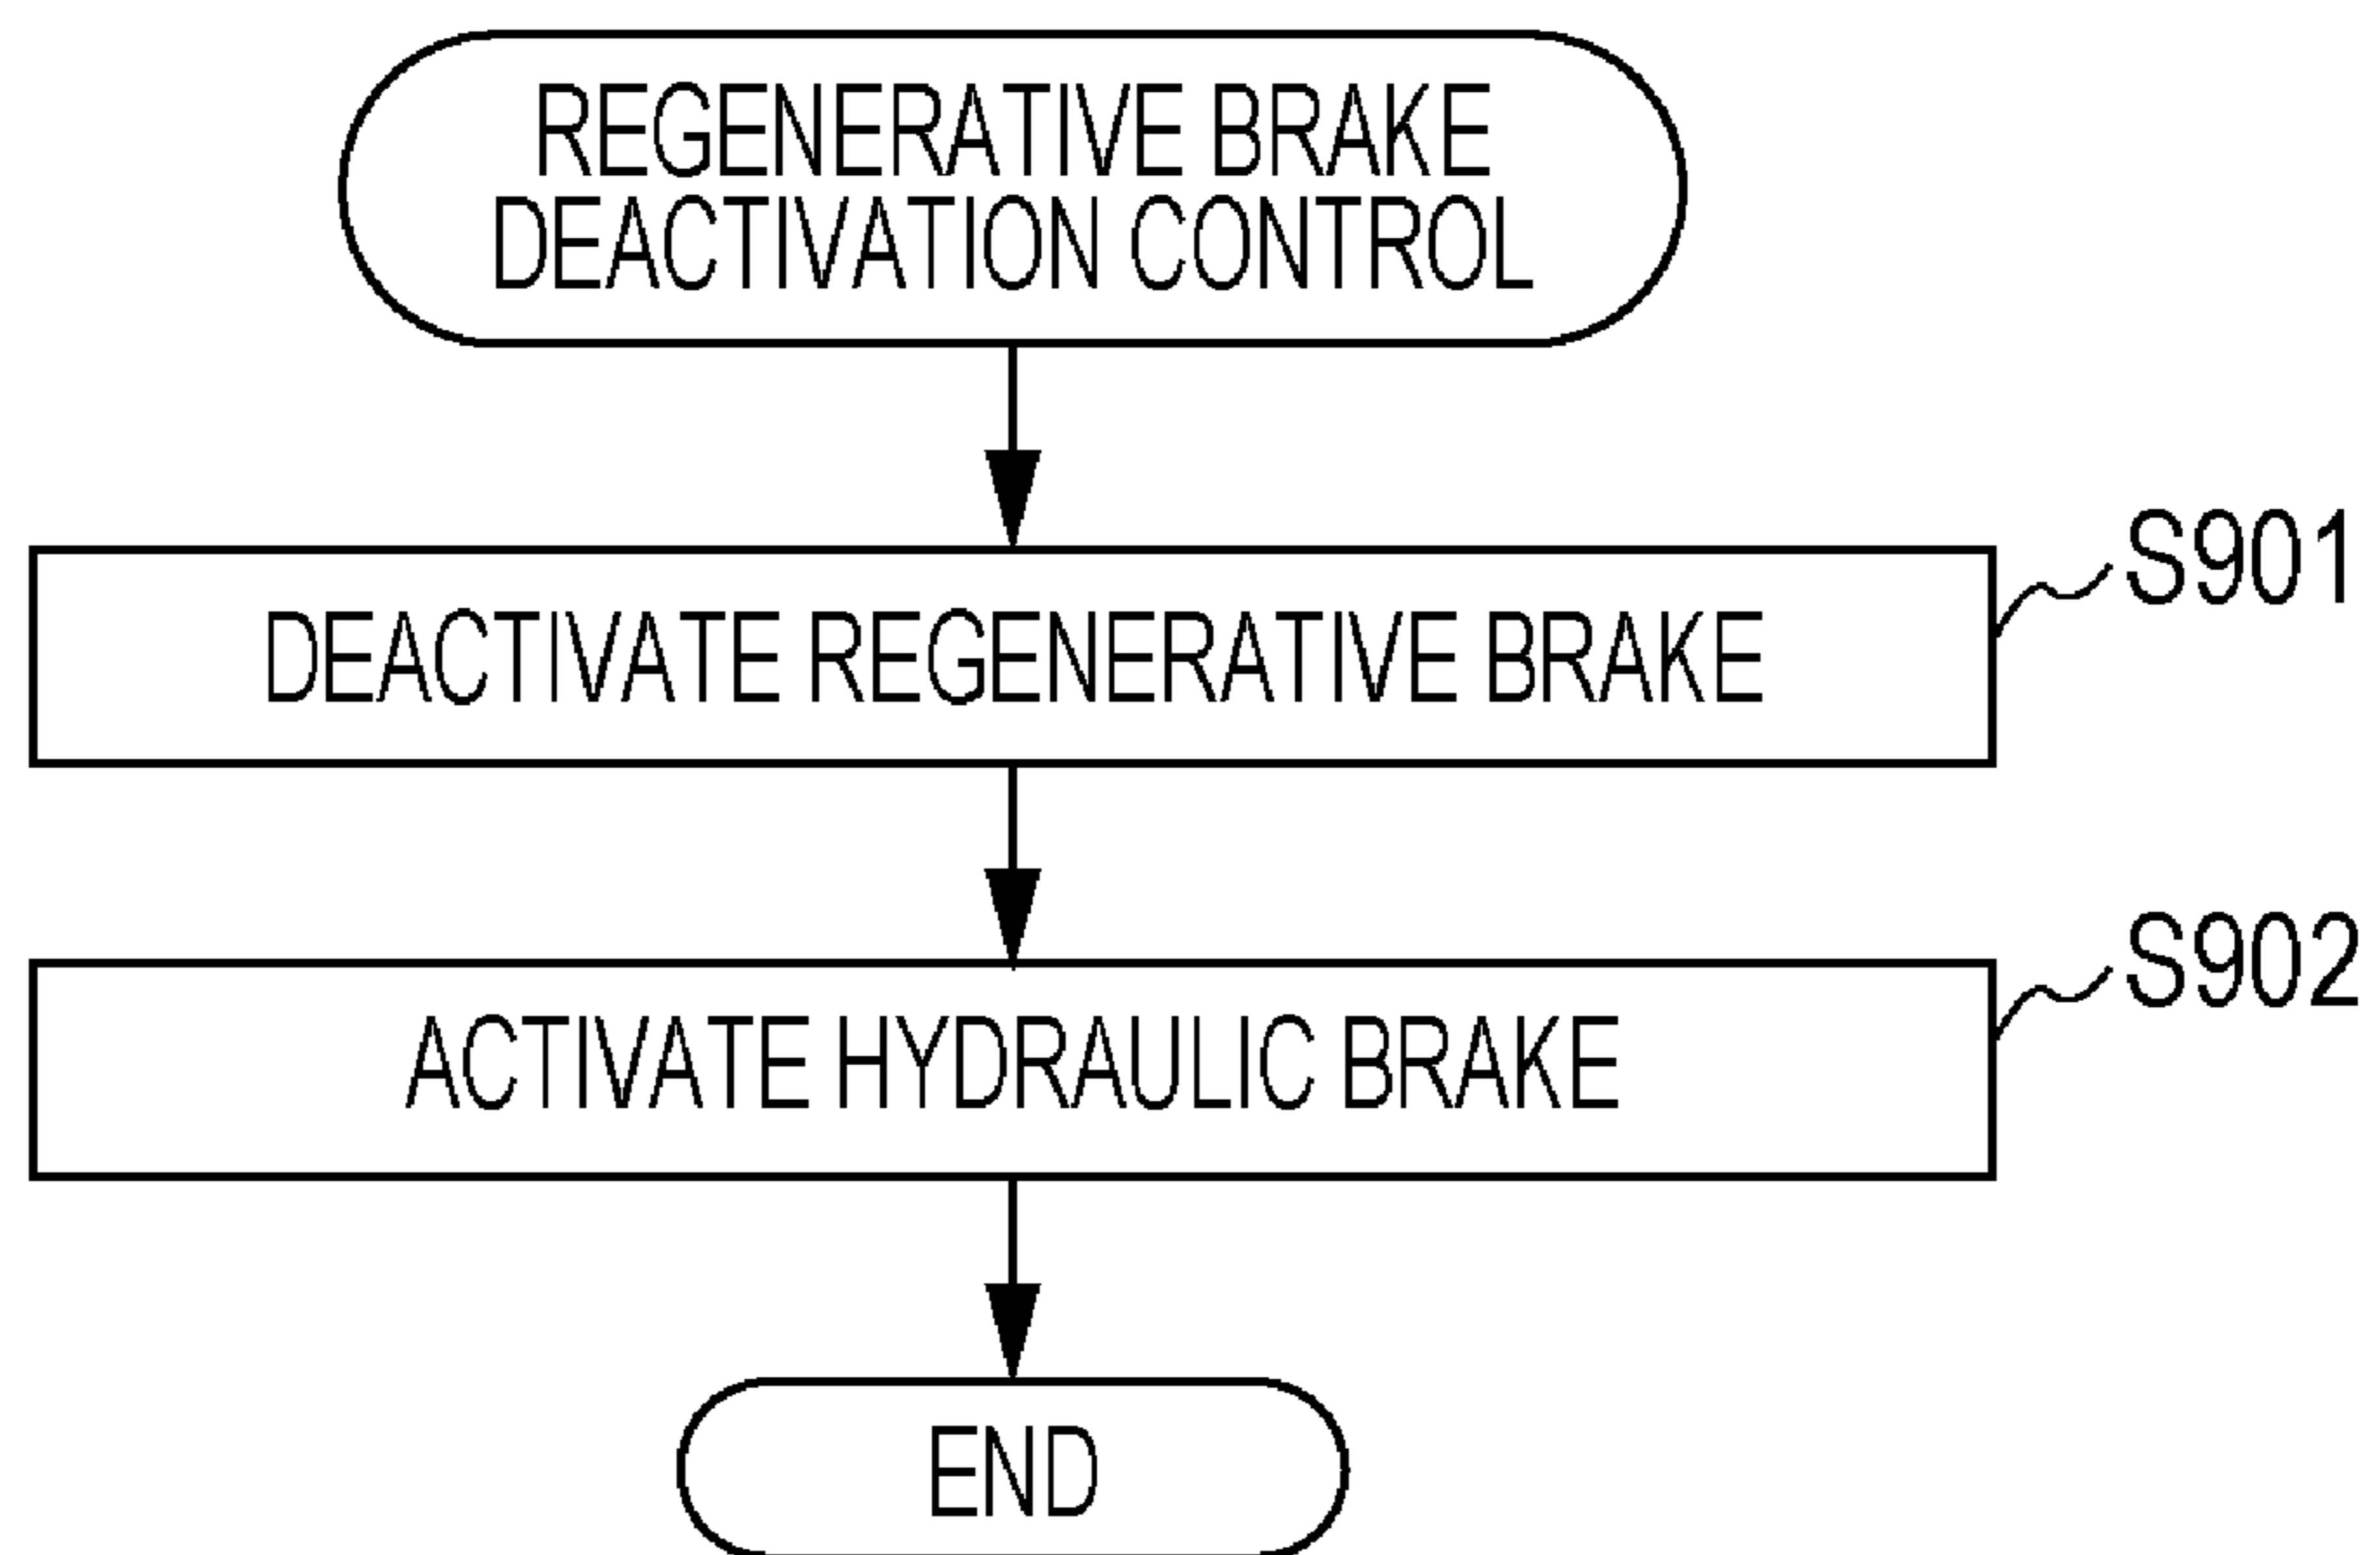 REGENERATIVE BRAKE
DEACTIVATION CONTROL
S901
DEACTIVATE REGENERATIVE BRAKE
S902
ACTIVATE HYDRAULIC BRAKE
END